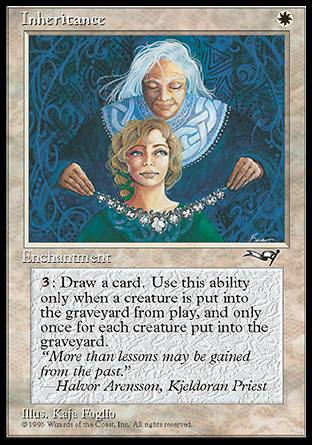 Inheritance
Enchantment
3: Draw a card. Use this ability
only when a creature is put into
the graveyard from play, and only
once for each creature put into the
graveyard.
"More than lessons may be gained
from the past."
—Halvor Arensson, Kjeldoran Priest
Illus. Kaja Foglio
©1995 Wizards of the Coast, Inc. All rights reserved.